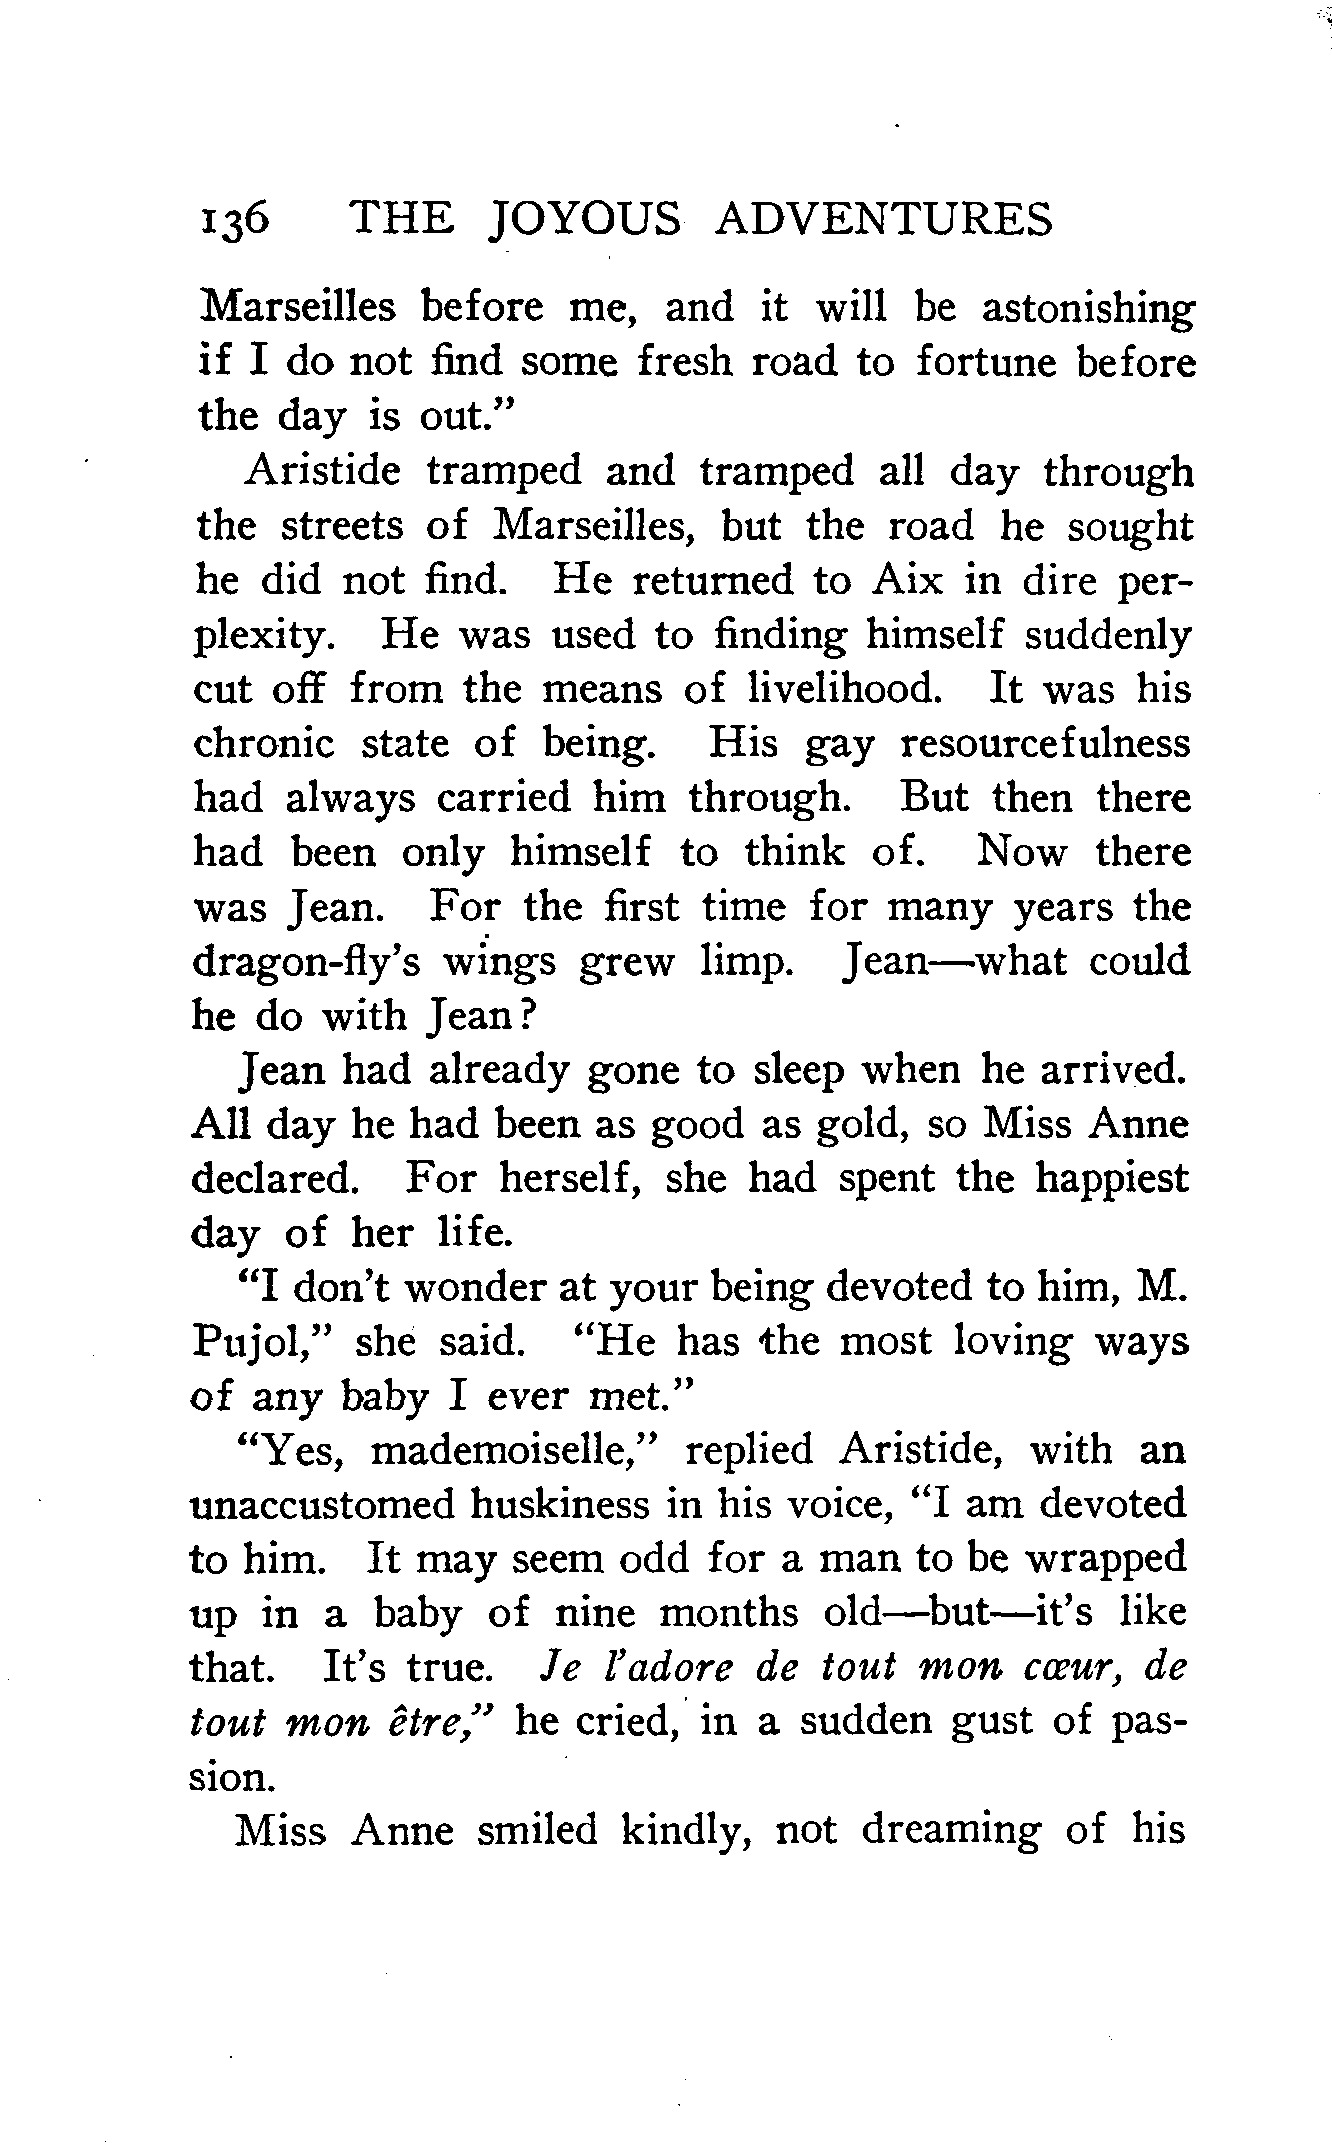 136 THE JOYOUS ADVENTURES
Marseilles before me, and it will be astonishing
if I do not find some fresh road to fortune before
the day is out.”
Aristide tramped and tramped all day through
the streets of Marseilles, but the road he sought
he did not find. He returned to Aix in dire per-
plexity. He was used to finding himself suddenly
cut off from the means of livelihood. It was his
chronic state of being. His gay resourcefulness
had always carried him through. But then there
had been only himself to think of. Now there
was Jean. For the first time for many years the
dragon-fly’s wings grew limp. Jean—what could
he do with Jean?
Jean had already gone to sleep when he arrived.
All day he had been as good as gold, so Miss Anne
declared. For herself, she had spent the happiest
day of her life.
“I don’t wonder at your being devoted to him, M.
Pujol,” she said. “He has the most loving ways
of any baby I ever met.”
“Yes, mademoiselle,” replied Aristide, with an
unaccustomed huskiness in his voice, “I am devoted
to him. It may seem odd for a man to be wrapped
up in a baby of nine months old—but—it’s like
that. It’s true. Je l’adore de tout mon cœur, de
tout mon être,” he cried, in a sudden gust of pas-
sion.
Miss Anne smiled kindly, not dreaming of his